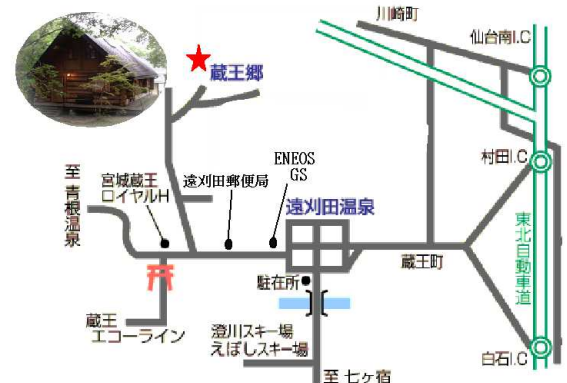 川崎町
仙台南I.C
蔵王郷
村田I.C
ENEOS
GS
宮城蔵王
ロイヤルH
遠刈田郵便局
至
青根
温泉
遠刈田温泉
東北自動車道
蔵王町
駐在所
蔵王
エコーライン
澄川スキー場
えぼしスキー場
白石I.C
至 七ヶ宿